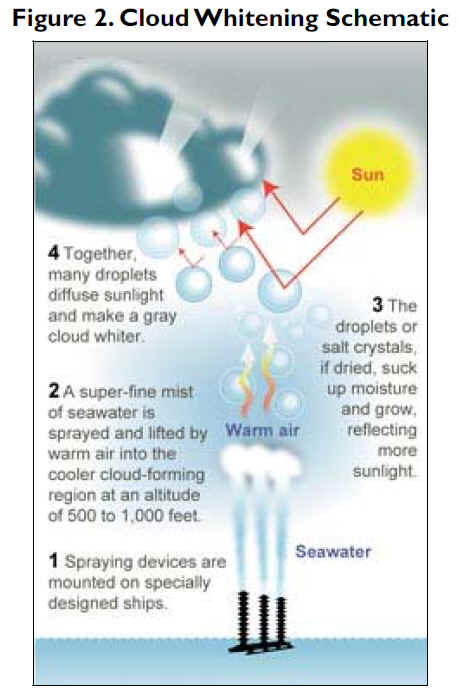 Figure 2. Cloud Whitening Schematic
Sun
4 Together,
many droplets
diffuse sunlight
and make a gray
cloud whiter.
3 The
droplets or
salt crystals,
if dried, suck
up moisture
and grow,
reflecting
more
sunlight.
2 A super-fine mist
of seawater is
sprayed and lifted by
warm air into the
cooler cloud-forming
region at an altitude
of 500 to 1,000 feet.
Warm air
1 Spraying devices are
mounted on specially
designed ships.
Seawater